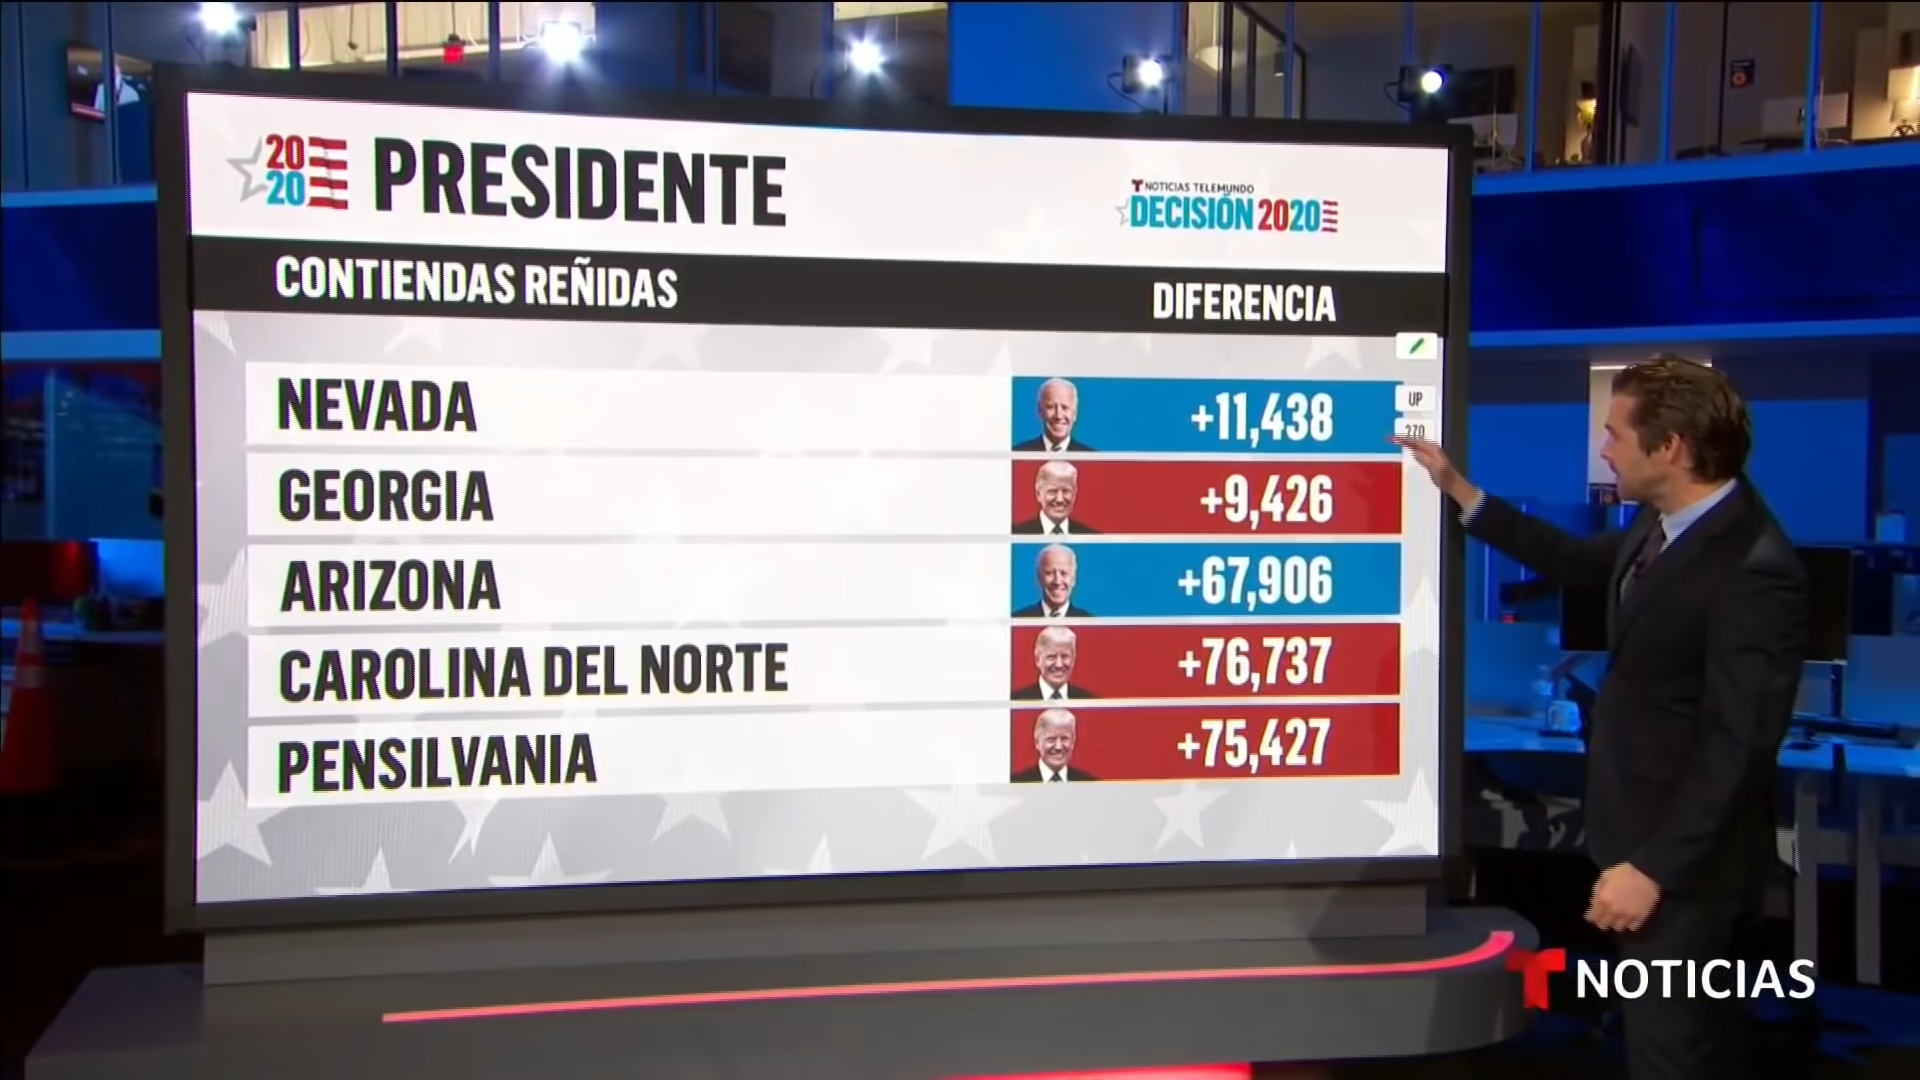 2020
PRESIDENTE
NOTICIAS TELEMUNDO
DECISIÓN 2020
CONTIENDAS REÑIDAS
DIFERENCIA
NEVADA
+11,438
UP
270
GEORGIA
+9,426
ARIZONA
+67,906
CAROLINA DEL NORTE
+76,737
PENSILVANIA
+75,427
NOTICIAS